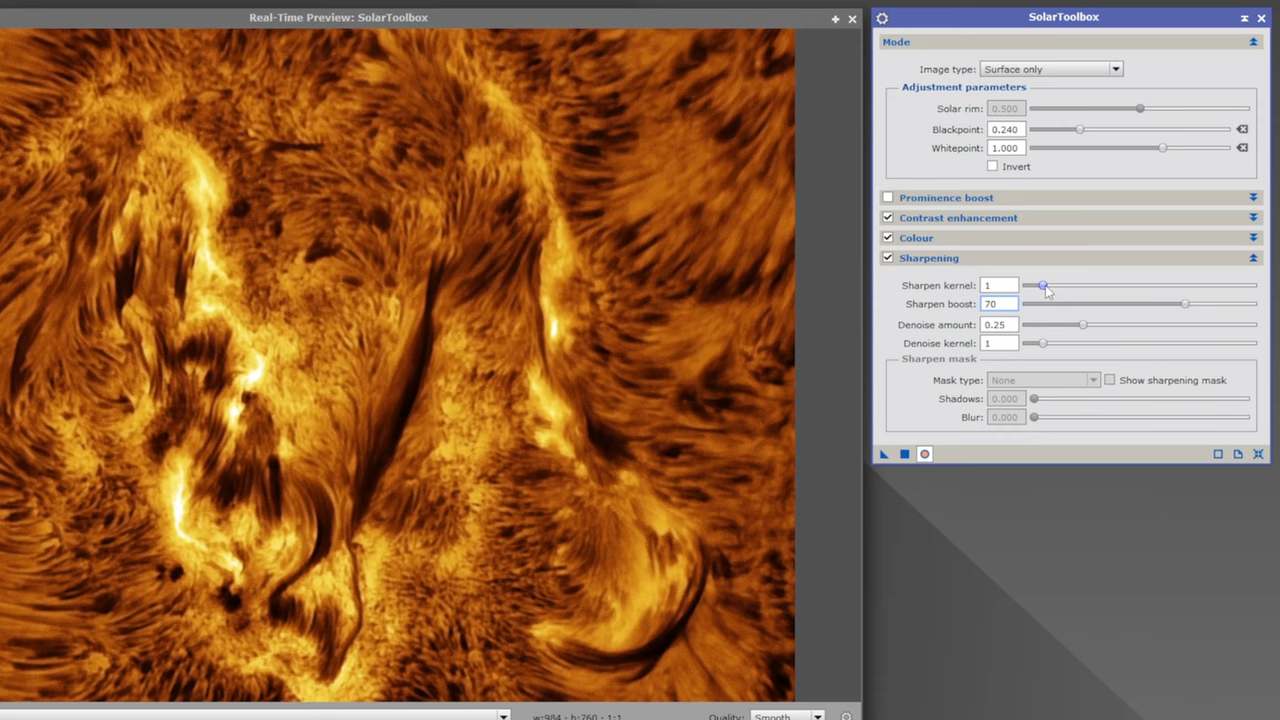 Real-Time Preview: SolarToolbox
SolarToolbox
Mode
Image type: Surface only
Adjustment parameters
Solar rim: 0.500
Blackpoint: 0.240
Whitepoint: 1.000
Invert
Prominence boost
Contrast enhancement
Colour
Sharpening
Sharpen kernel: 1
Sharpen boost: 70
Denoise amount: 0.25
Denoise kernel: 1
Sharpen mask
Mask type: None Show sharpening mask
Shadows: 0.000
Blur: 0.000
w:984 · h:760 · 1:1 Quality: Smooth